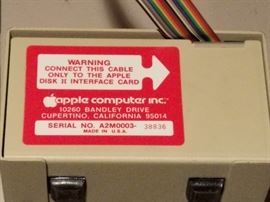 WARNING
CONNECT THIS CABLE
ONLY TO THE APPLE
DISK II INTERFACE CARD
apple computer inc.
10260 BANDLEY DRIVE
CUPERTINO, CALIFORNIA 95014
SERIAL NO. A2M0003- 38836
MADE IN U.S.A.